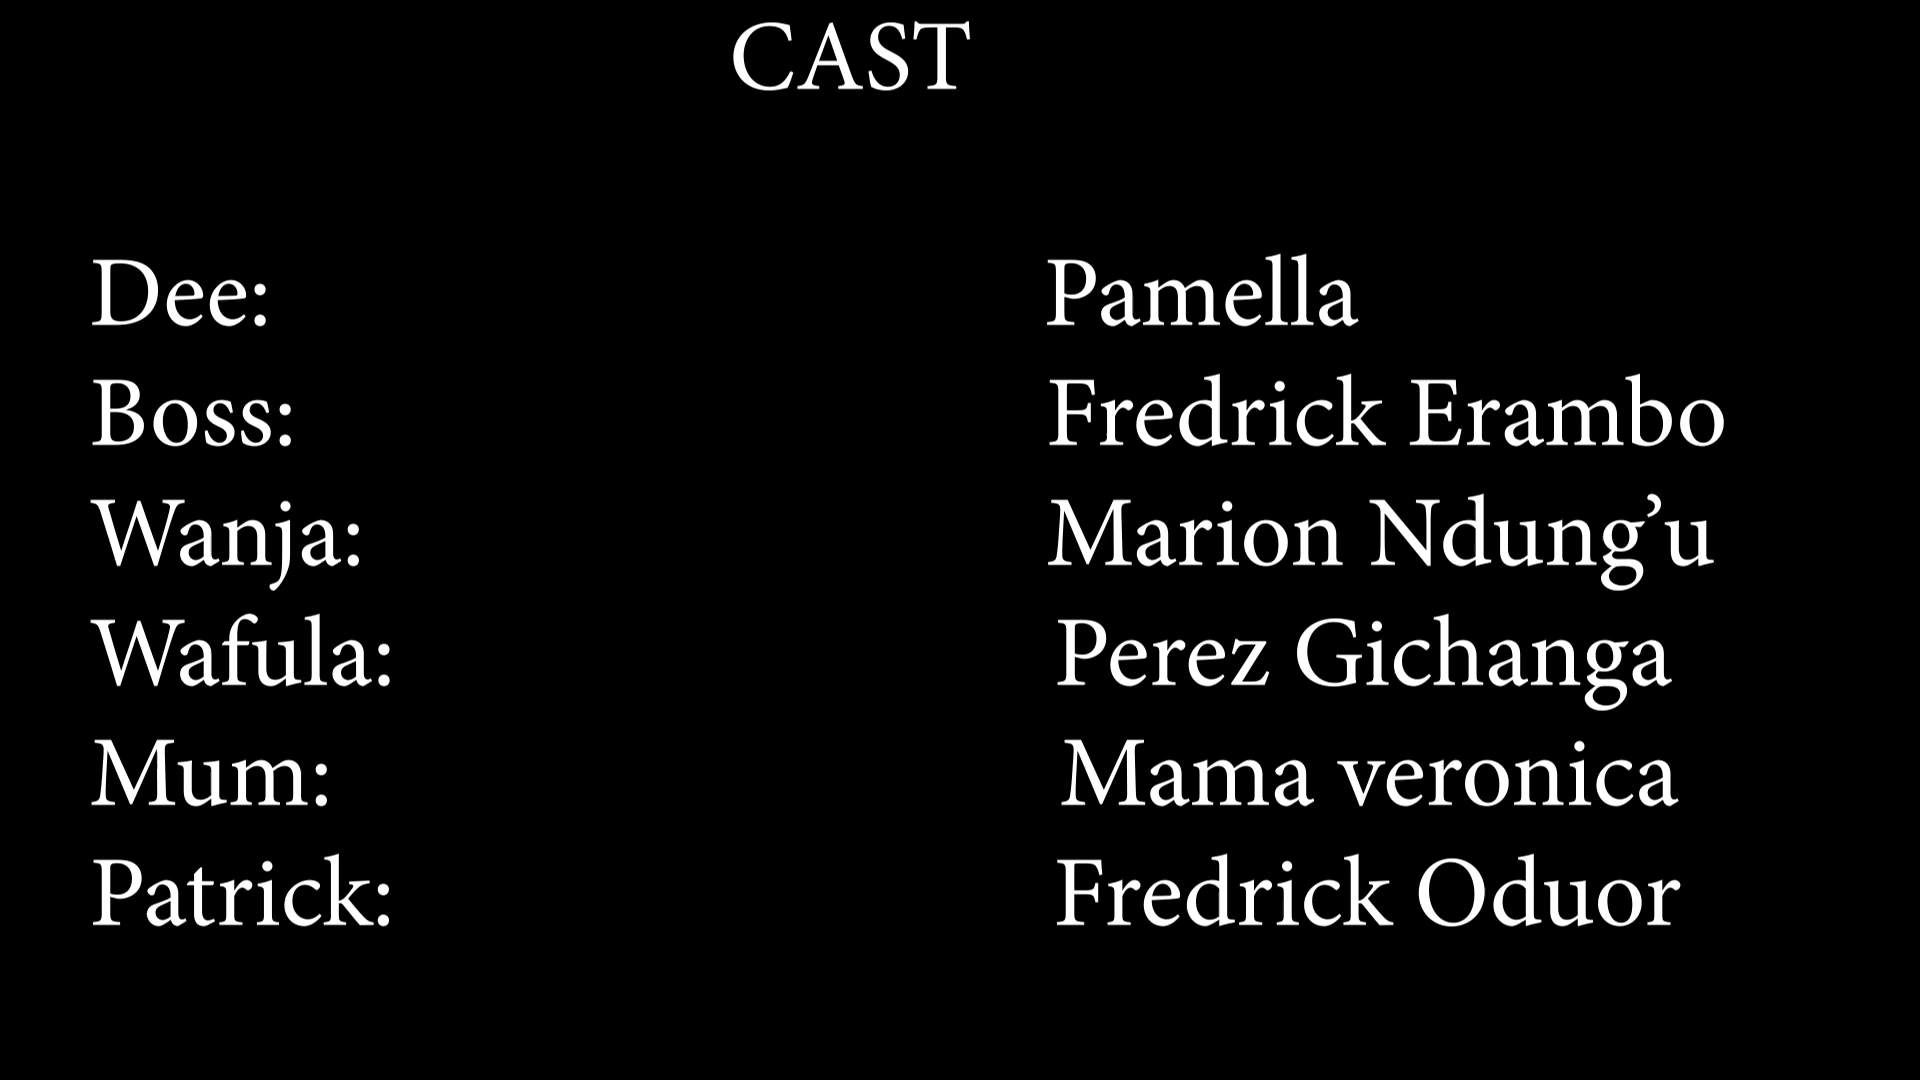 CAST
Dee: Pamella
Boss: Fredrick Erambo
Wanja: Marion Ndung’u
Wafula: Perez Gichanga
Mum: Mama veronica
Patrick: Fredrick Oduor